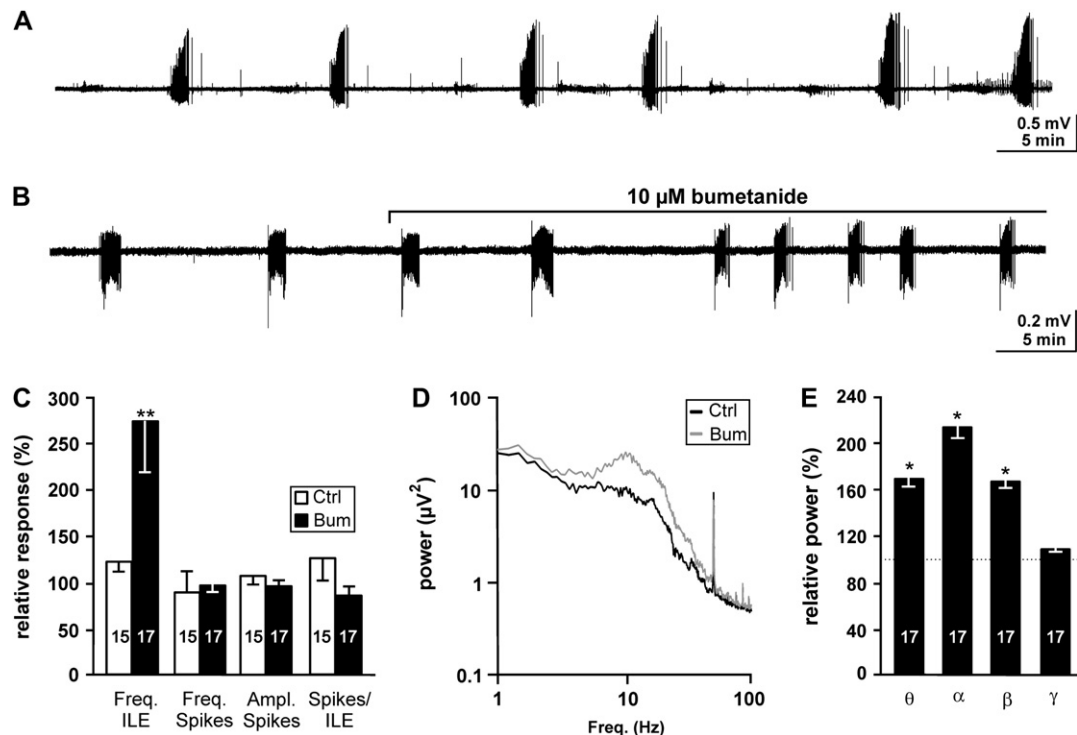 A
0.5 mV
5 min
B
10 µM bumetanide
0.2 mV
5 min
C
relative response (%)
300
250
200
150
100
50
0
**
Ctrl
Bum
15
17
15
17
15
17
15
17
Freq. ILE
Freq. Spikes
Ampl. Spikes
Spikes/ ILE
D
power (µV⁻²)
100
10
1
0.1
Ctrl
Bum
1
10
100
Freq. (Hz)
E
relative power (%)
240
200
160
120
80
40
0
*
*
*
17
17
17
17
θ
α
β
γ